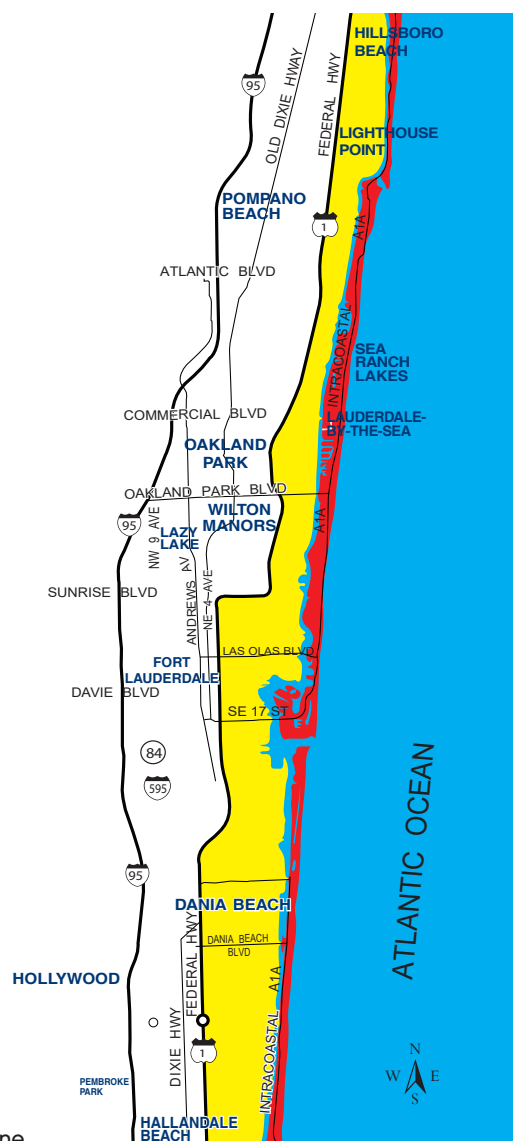 HILLSBORO
BEACH
95
OLD DIXIE HWAY
FEDERAL HWY
LIGHTHOUSE
POINT
POMPANO
BEACH
1
A1A
ATLANTIC BLVD
INTRACOASTAL
SEA
RANCH
LAKES
COMMERCIAL BLVD
LAUDERDALE-
BY-THE-SEA
OAKLAND
PARK
OAKLAND PARK BLVD
WILTON
MANORS
95
NW 9 AVE
LAZY
LAKE
A1A
ANDREWS AV
NE 4 AVE
SUNRISE BLVD
LAS OLAS BLVD
FORT
LAUDERDALE
DAVIE BLVD
SE 17 ST
84
595
ATLANTIC OCEAN
95
DANIA BEACH
FEDERAL HWY
DANIA BEACH
BLVD
HOLLYWOOD
A1A
DIXIE HWY
1
INTRACOASTAL
N
W E
S
PEMBROKE
PARK
HALLANDALE
BEACH